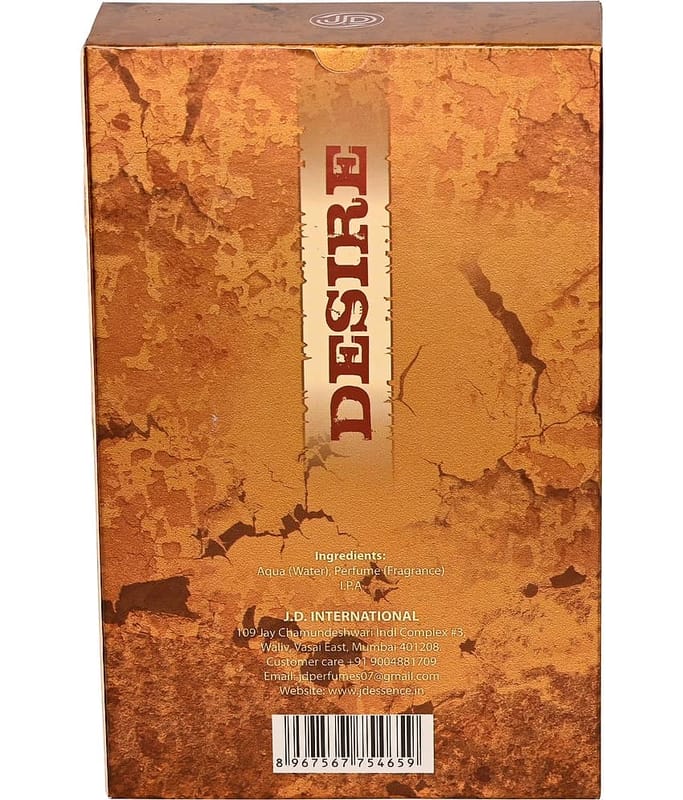 JD
DESIRE
Ingredients:
Aqua (Water), Perfume (Fragrance)
I.P.A
J.D. INTERNATIONAL
109 Jay Chamundeshwari Indl Complex #3,
Waliv, Vasai East, Mumbai 401208.
Customer care +91 9004881709
Email: jdperfumes07@gmail.com
Website: www.jdessence.in
8 967567 754659